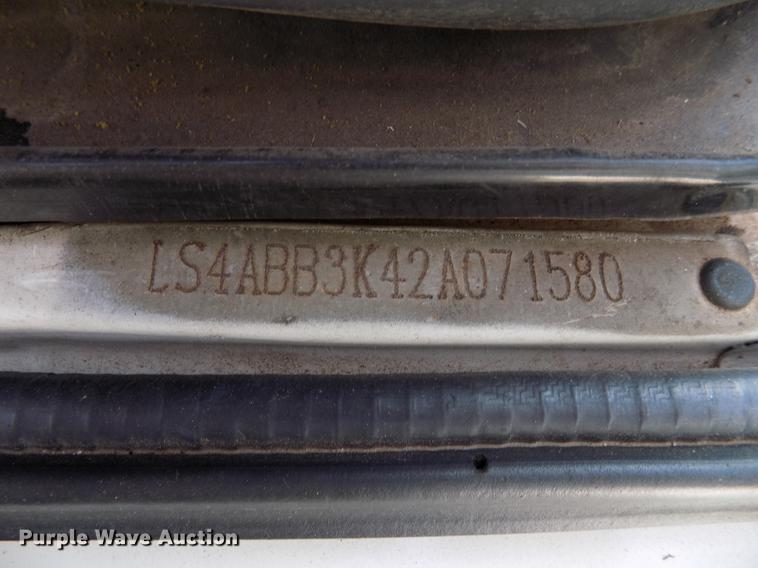 LS4ABB3K42A071580
Purple Wave Auction